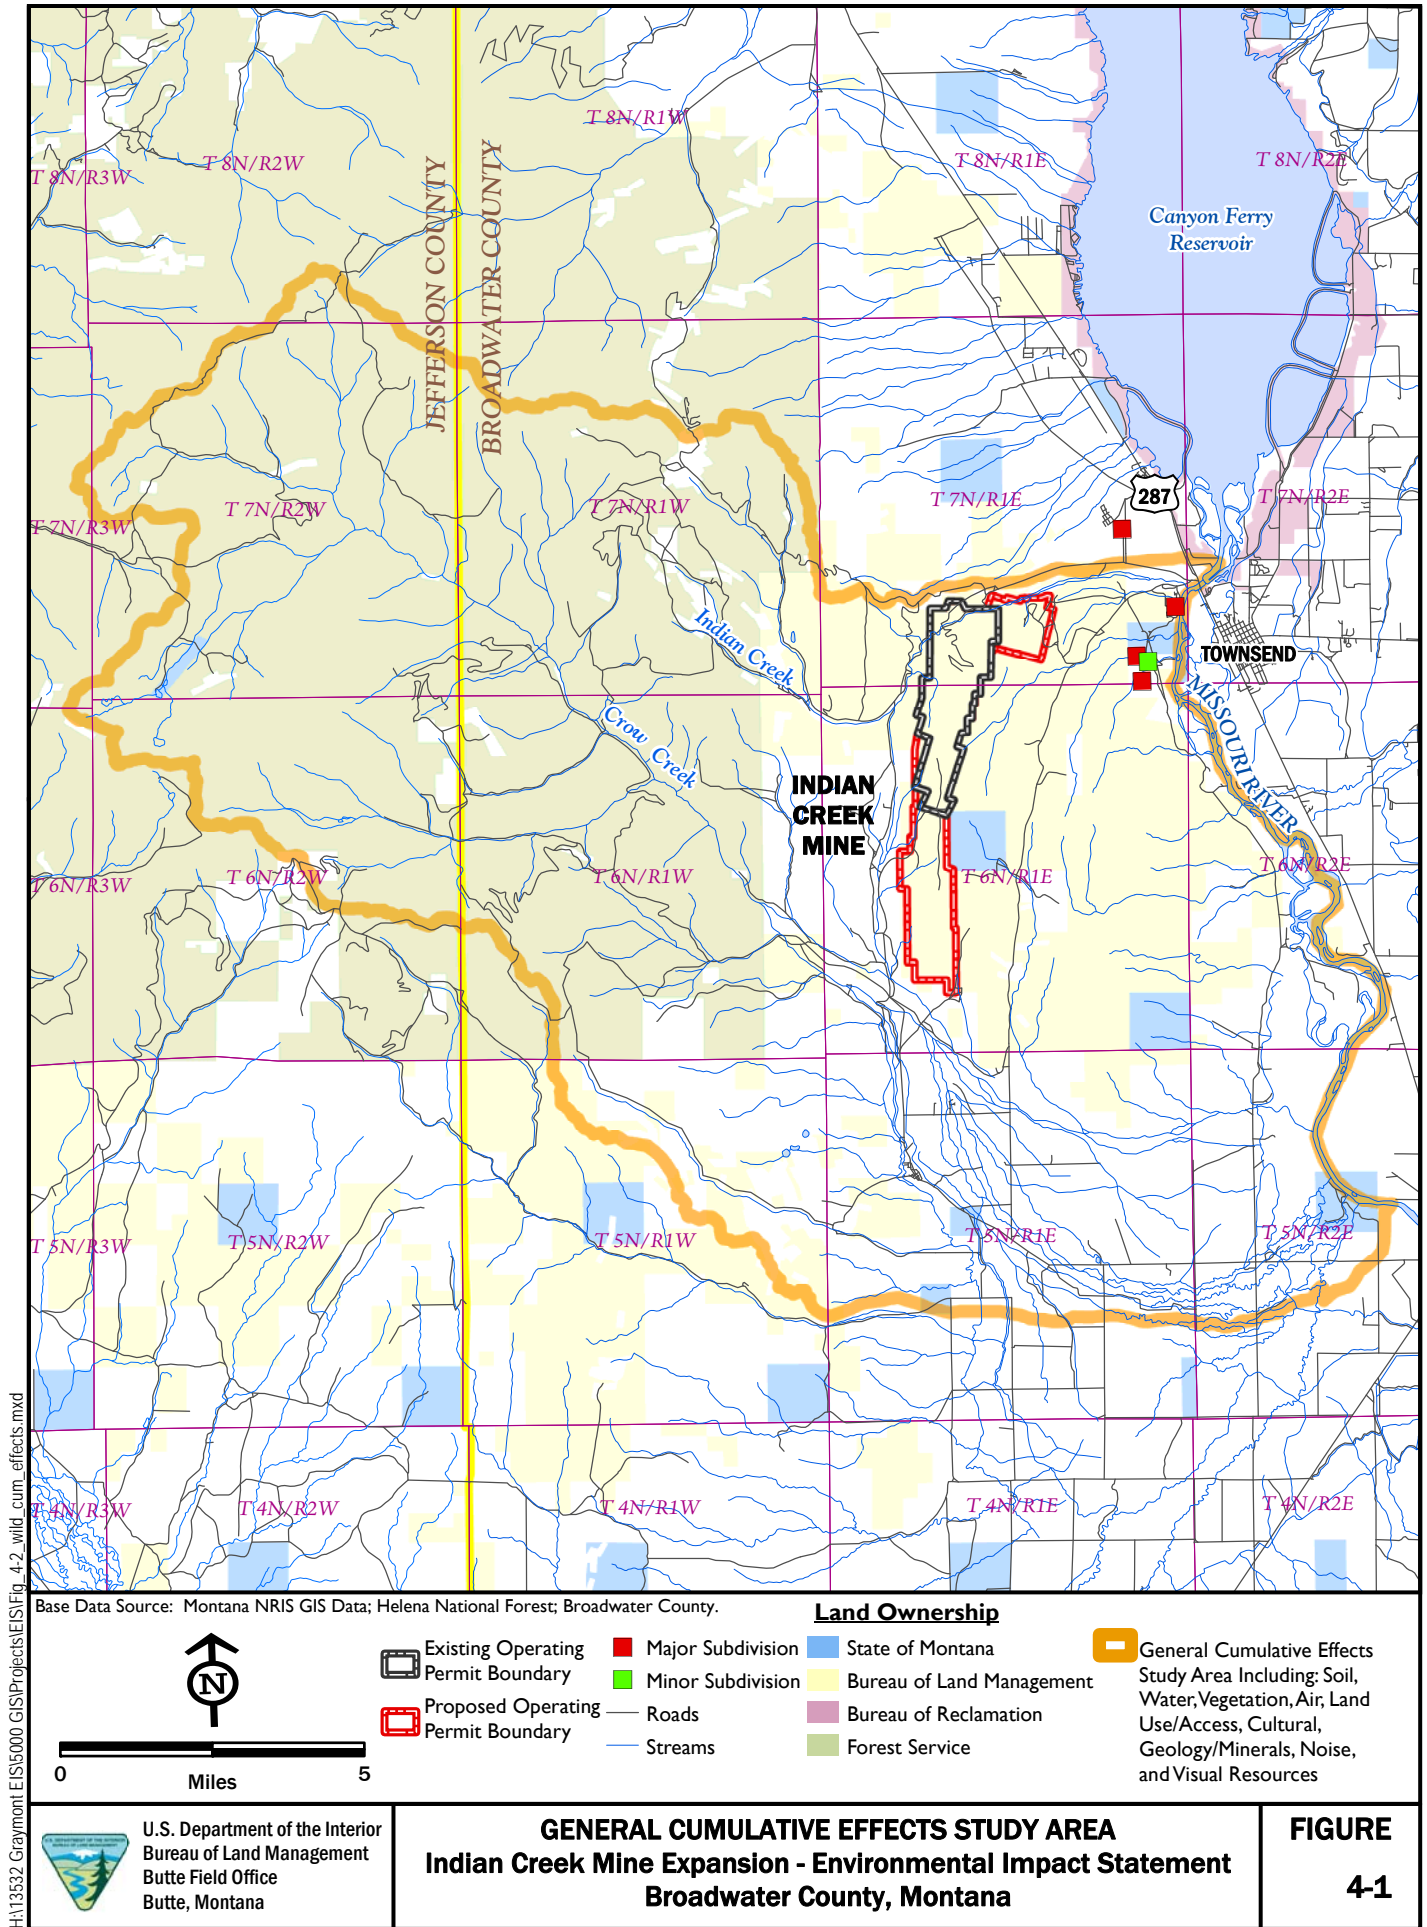 T 8N/R1W
T 8N/R2W
T 8N/R3W
T 8N/R1E
T 8N/R2E
JEFFERSON COUNTY
BROADWATER COUNTY
Canyon Ferry
Reservoir
287
T 7N/R3W
T 7N/R2W
T 7N/R1W
T 7N/R1E
T 7N/R2E
Indian Creek
TOWNSEND
Crow Creek
MISSOURI RIVER
INDIAN
CREEK
MINE
T 6N/R3W
T 6N/R2W
T 6N/R1W
T 6N/R1E
T 6N/R2E
T 5N/R3W
T 5N/R2W
T 5N/R1W
T 5N/R1E
T 5N/R2E
T 4N/R3W
T 4N/R2W
T 4N/R1W
T 4N/R1E
T 4N/R2E
H:\135532 Graymont EIS\5000 GIS\Projects\EIS\Fig_4-2_wild_cum_effects.mxd
Base Data Source: Montana NRIS GIS Data; Helena National Forest; Broadwater County.
N
0
5
Miles
Existing Operating
Permit Boundary
Proposed Operating
Permit Boundary
Major Subdivision
Minor Subdivision
Roads
Streams
Land Ownership
State of Montana
Bureau of Land Management
Bureau of Reclamation
Forest Service
General Cumulative Effects
Study Area Including: Soil,
Water, Vegetation, Air, Land
Use/Access, Cultural,
Geology/Minerals, Noise,
and Visual Resources
U.S. DEPARTMENT OF THE INTERIOR
BUREAU OF LAND MANAGEMENT
U.S. Department of the Interior
Bureau of Land Management
Butte Field Office
Butte, Montana
GENERAL CUMULATIVE EFFECTS STUDY AREA
Indian Creek Mine Expansion - Environmental Impact Statement
Broadwater County, Montana
FIGURE
4-1